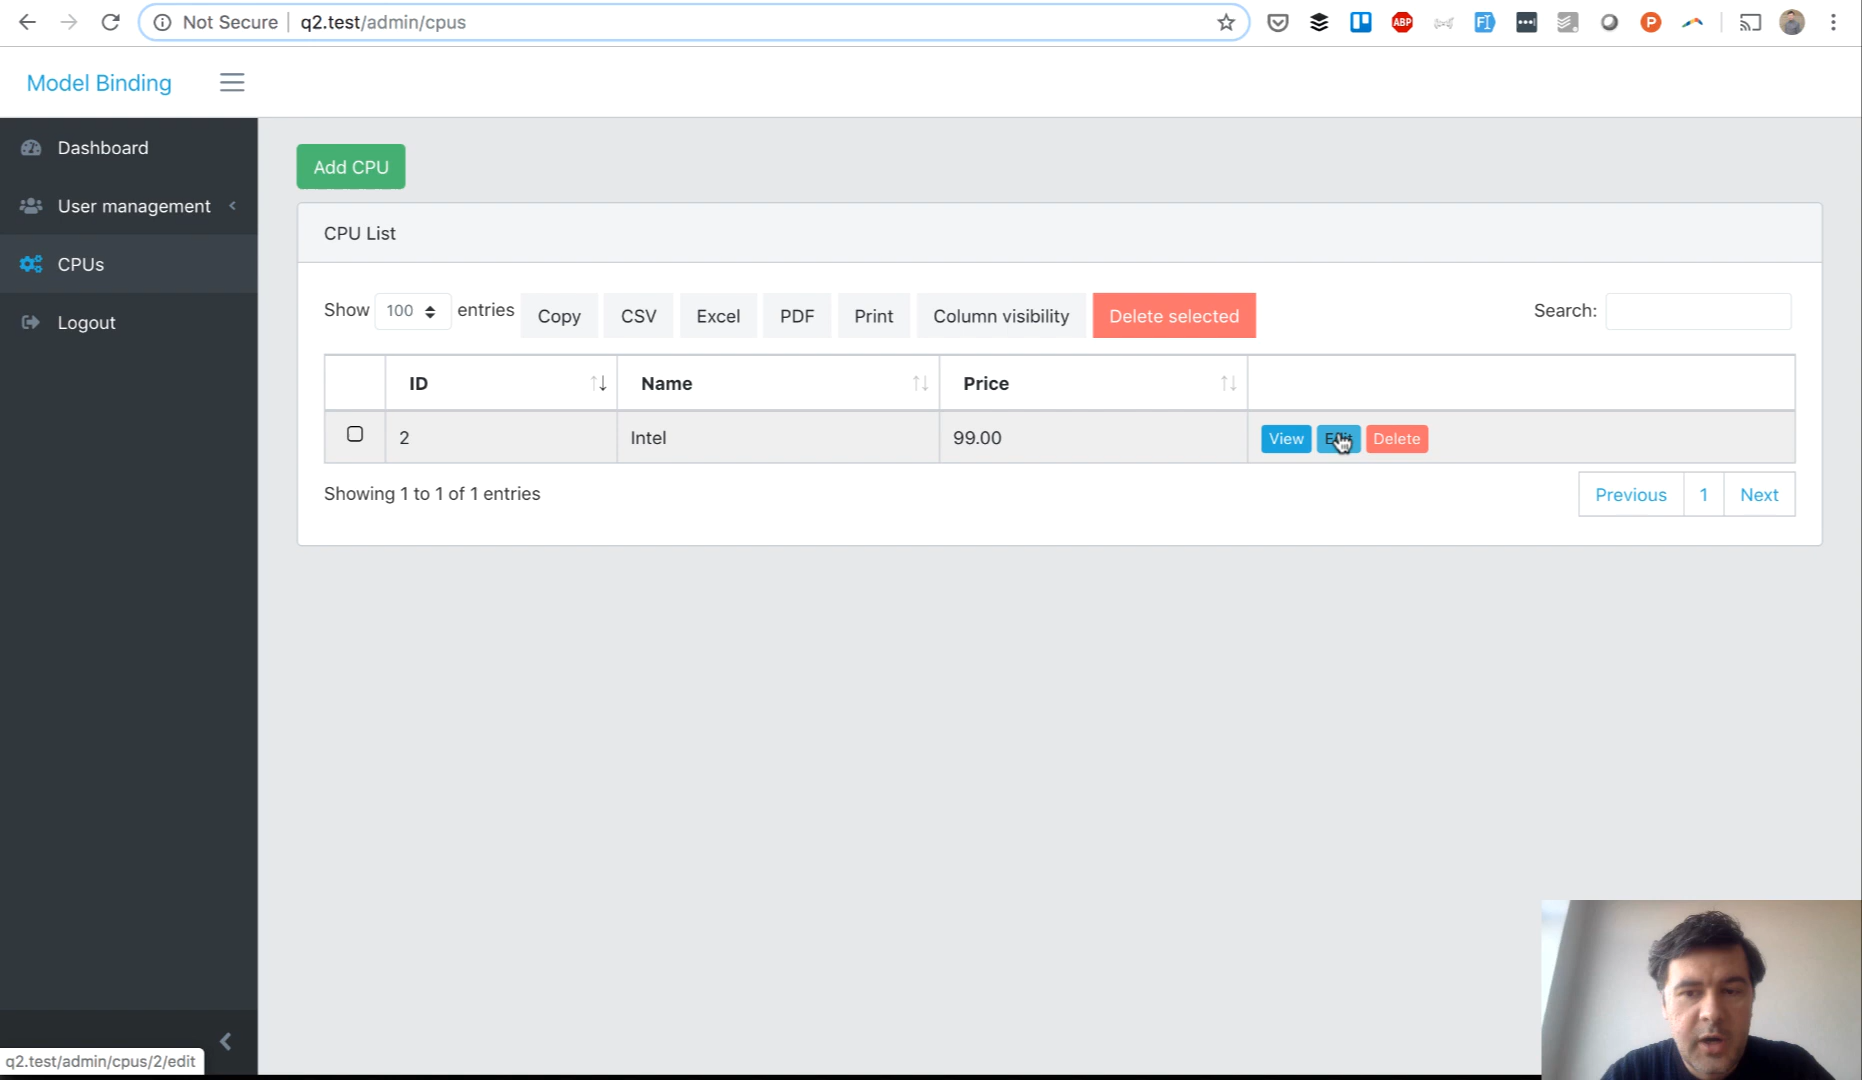 Not Secure | q2.test/admin/cpus
ABP
P
Model Binding
Dashboard
User management
CPUs
Logout
Add CPU
CPU List
Show 100 entries Copy CSV Excel PDF Print Column visibility Delete selected Search:
ID Name Price
2 Intel 99.00 View Edit Delete
Showing 1 to 1 of 1 entries
Previous 1 Next
q2.test/admin/cpus/2/edit